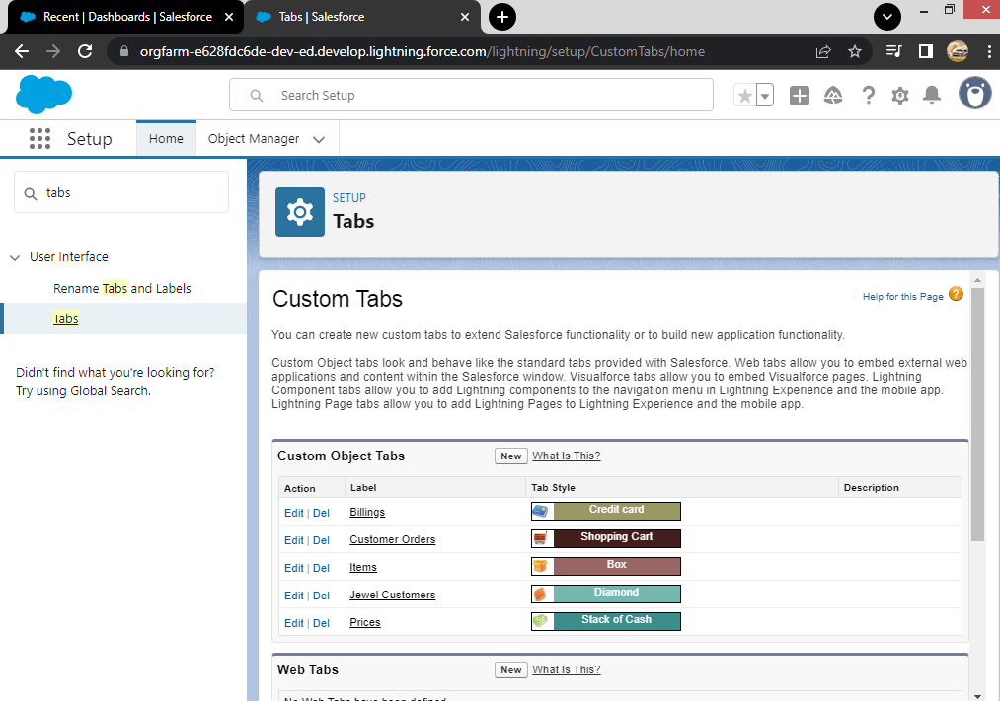 Recent | Dashboards | Salesforce
Tabs | Salesforce
orgfarm-e628fdc6de-dev-ed.develop.lightning.force.com/lightning/setup/CustomTabs/home
Search Setup
Setup
Home
Object Manager
tabs
User Interface
Rename Tabs and Labels
Tabs
Didn't find what you're looking for?
Try using Global Search.
SETUP
Tabs
Custom Tabs
Help for this Page ?
You can create new custom tabs to extend Salesforce functionality or to build new application functionality.
Custom Object tabs look and behave like the standard tabs provided with Salesforce. Web tabs allow you to embed external web
applications and content within the Salesforce window. Visualforce tabs allow you to embed Visualforce pages. Lightning
Component tabs allow you to add Lightning components to the navigation menu in Lightning Experience and the mobile app.
Lightning Page tabs allow you to add Lightning Pages to Lightning Experience and the mobile app.
Custom Object Tabs New What Is This?
Action Label Tab Style Description
Edit | Del Billings Credit card
Edit | Del Customer Orders Shopping Cart
Edit | Del Items Box
Edit | Del Jewel Customers Diamond
Edit | Del Prices Stack of Cash
Web Tabs New What Is This?
No Web Tabs have been defined